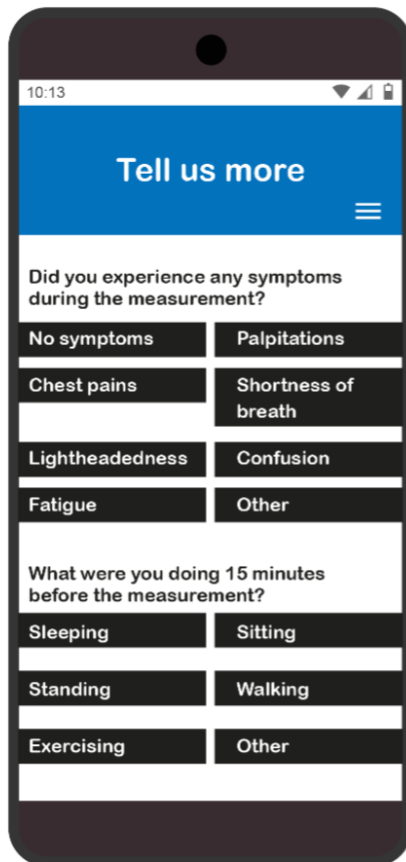 10:13
Tell us more
Did you experience any symptoms
during the measurement?
No symptoms
Palpitations
Chest pains
Shortness of
breath
Lightheadedness
Confusion
Fatigue
Other
What were you doing 15 minutes
before the measurement?
Sleeping
Sitting
Standing
Walking
Exercising
Other